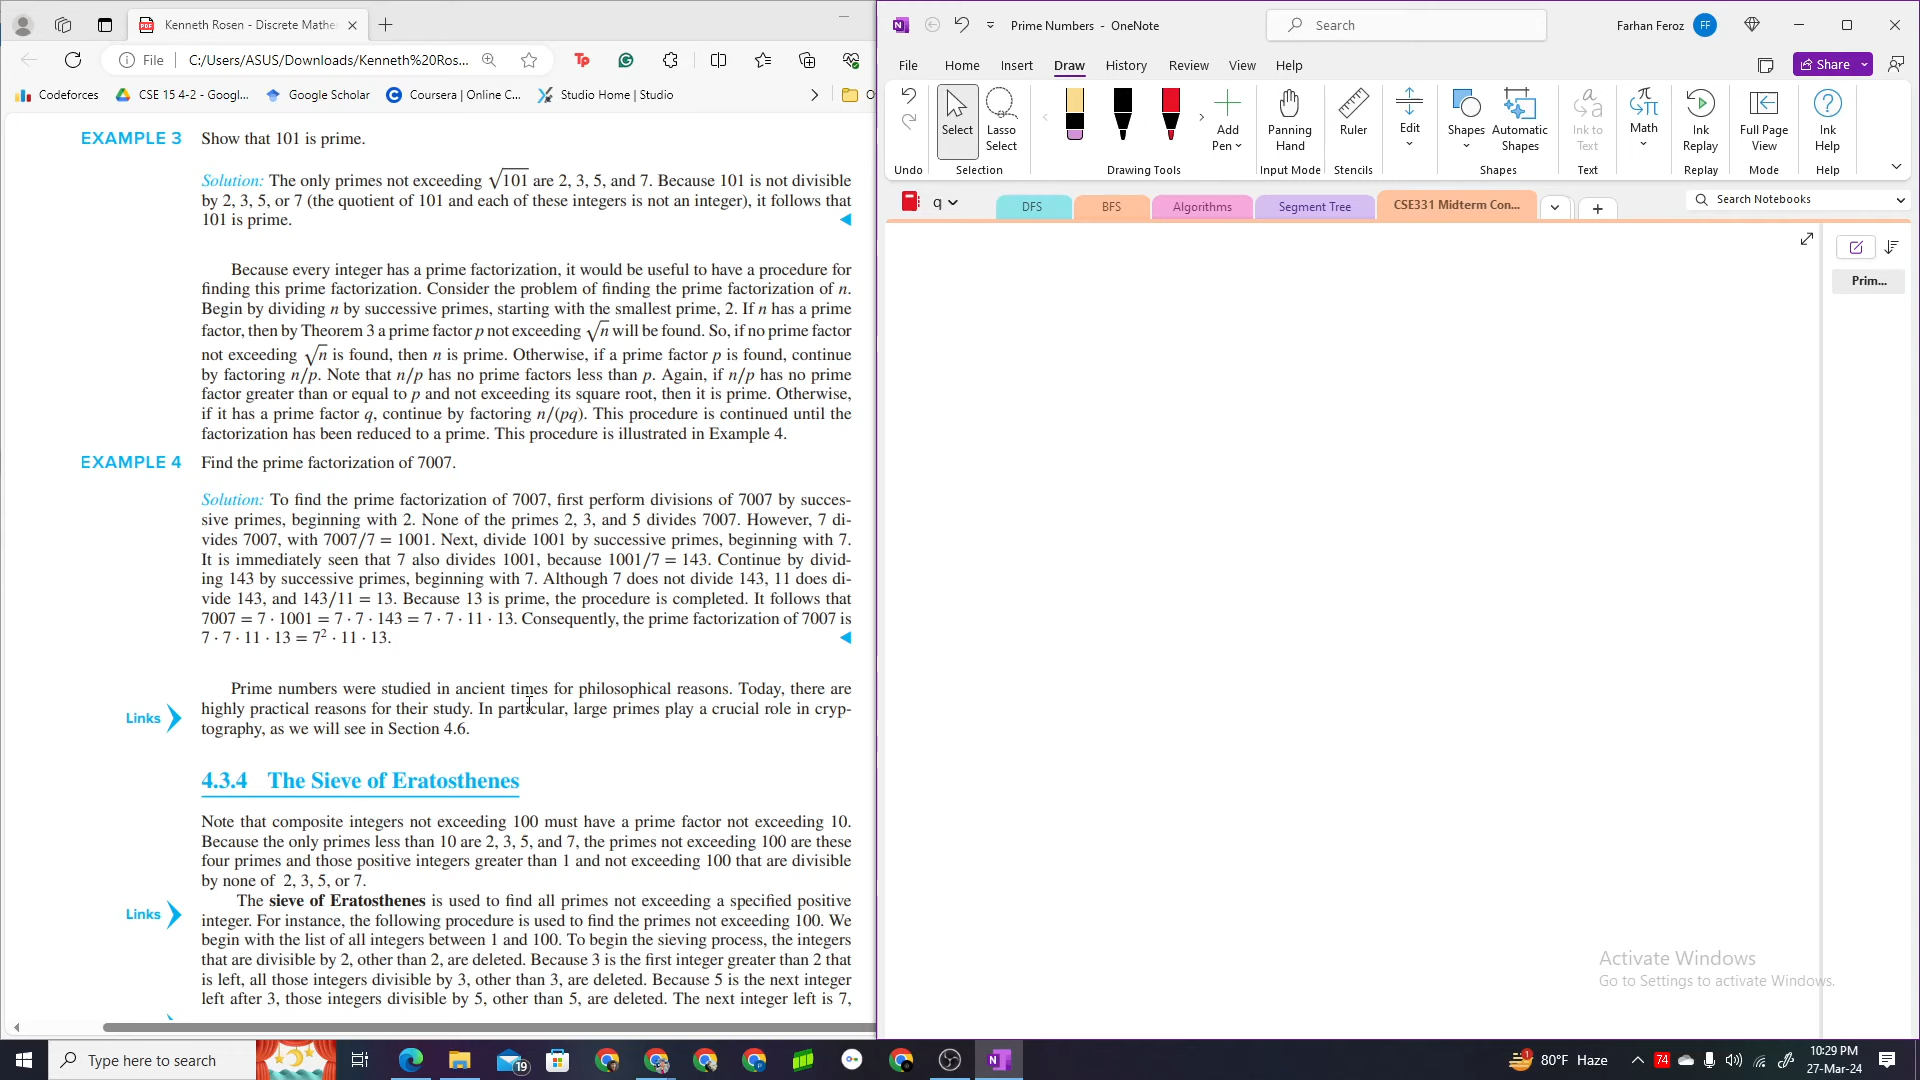 Kenneth Rosen - Discrete Mathe
File
C:/Users/ASUS/Downloads/Kenneth%20Ros...
Codeforces
CSE 15 4-2 - Googl...
Google Scholar
Coursera | Online C...
Studio Home | Studio
EXAMPLE 3 Show that 101 is prime.
Solution: The only primes not exceeding √101 are 2, 3, 5, and 7. Because 101 is not divisible
by 2, 3, 5, or 7 (the quotient of 101 and each of these integers is not an integer), it follows that
101 is prime.
Because every integer has a prime factorization, it would be useful to have a procedure for
finding this prime factorization. Consider the problem of finding the prime factorization of n.
Begin by dividing n by successive primes, starting with the smallest prime, 2. If n has a prime
factor, then by Theorem 3 a prime factor p not exceeding √n will be found. So, if no prime factor
not exceeding √n is found, then n is prime. Otherwise, if a prime factor p is found, continue
by factoring n/p. Note that n/p has no prime factors less than p. Again, if n/p has no prime
factor greater than or equal to p and not exceeding its square root, then it is prime. Otherwise,
if it has a prime factor q, continue by factoring n/(pq). This procedure is continued until the
factorization has been reduced to a prime. This procedure is illustrated in Example 4.
EXAMPLE 4 Find the prime factorization of 7007.
Solution: To find the prime factorization of 7007, first perform divisions of 7007 by succes-
sive primes, beginning with 2. None of the primes 2, 3, and 5 divides 7007. However, 7 di-
vides 7007, with 7007/7 = 1001. Next, divide 1001 by successive primes, beginning with 7.
It is immediately seen that 7 also divides 1001, because 1001/7 = 143. Continue by divid-
ing 143 by successive primes, beginning with 7. Although 7 does not divide 143, 11 does di-
vide 143, and 143/11 = 13. Because 13 is prime, the procedure is completed. It follows that
7007 = 7 · 1001 = 7 · 7 · 143 = 7 · 7 · 11 · 13. Consequently, the prime factorization of 7007 is
7 · 7 · 11 · 13 = 7² · 11 · 13.
Prime numbers were studied in ancient times for philosophical reasons. Today, there are
Links highly practical reasons for their study. In particular, large primes play a crucial role in cryp-
tography, as we will see in Section 4.6.
4.3.4 The Sieve of Eratosthenes
Note that composite integers not exceeding 100 must have a prime factor not exceeding 10.
Because the only primes less than 10 are 2, 3, 5, and 7, the primes not exceeding 100 are these
four primes and those positive integers greater than 1 and not exceeding 100 that are divisible
by none of 2, 3, 5, or 7.
The sieve of Eratosthenes is used to find all primes not exceeding a specified positive
Links integer. For instance, the following procedure is used to find the primes not exceeding 100. We
begin with the list of all integers between 1 and 100. To begin the sieving process, the integers
that are divisible by 2, other than 2, are deleted. Because 3 is the first integer greater than 2 that
is left, all those integers divisible by 3, other than 3, are deleted. Because 5 is the next integer
left after 3, those integers divisible by 5, other than 5, are deleted. The next integer left is 7,
Prime Numbers - OneNote
Search
Farhan Feroz
FF
File Home Insert Draw History Review View Help
Share
Select
Lasso Select
Add Pen
Panning Hand
Ruler
Edit
Shapes
Automatic Shapes
Ink to Text
Math
Ink Replay
Full Page View
Ink Help
Undo Selection Drawing Tools Input Mode Stencils Shapes Text Replay Mode Help
q
DFS
BFS
Algorithms
Segment Tree
CSE331 Midterm Con...
Search Notebooks
Prim...
Activate Windows
Go to Settings to activate Windows.
Type here to search
19
1
80°F Haze
74
10:29 PM
27-Mar-24